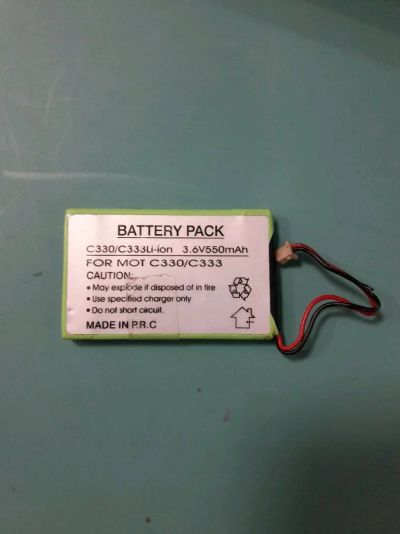 BATTERY PACK
C330/C333Li-ion 3.6V550mAh
FOR MOT C330/C333
CAUTION:
• May explode if disposed of in fire
• Use specified charger only
• Do not short circuit.
MADE IN P.R.C